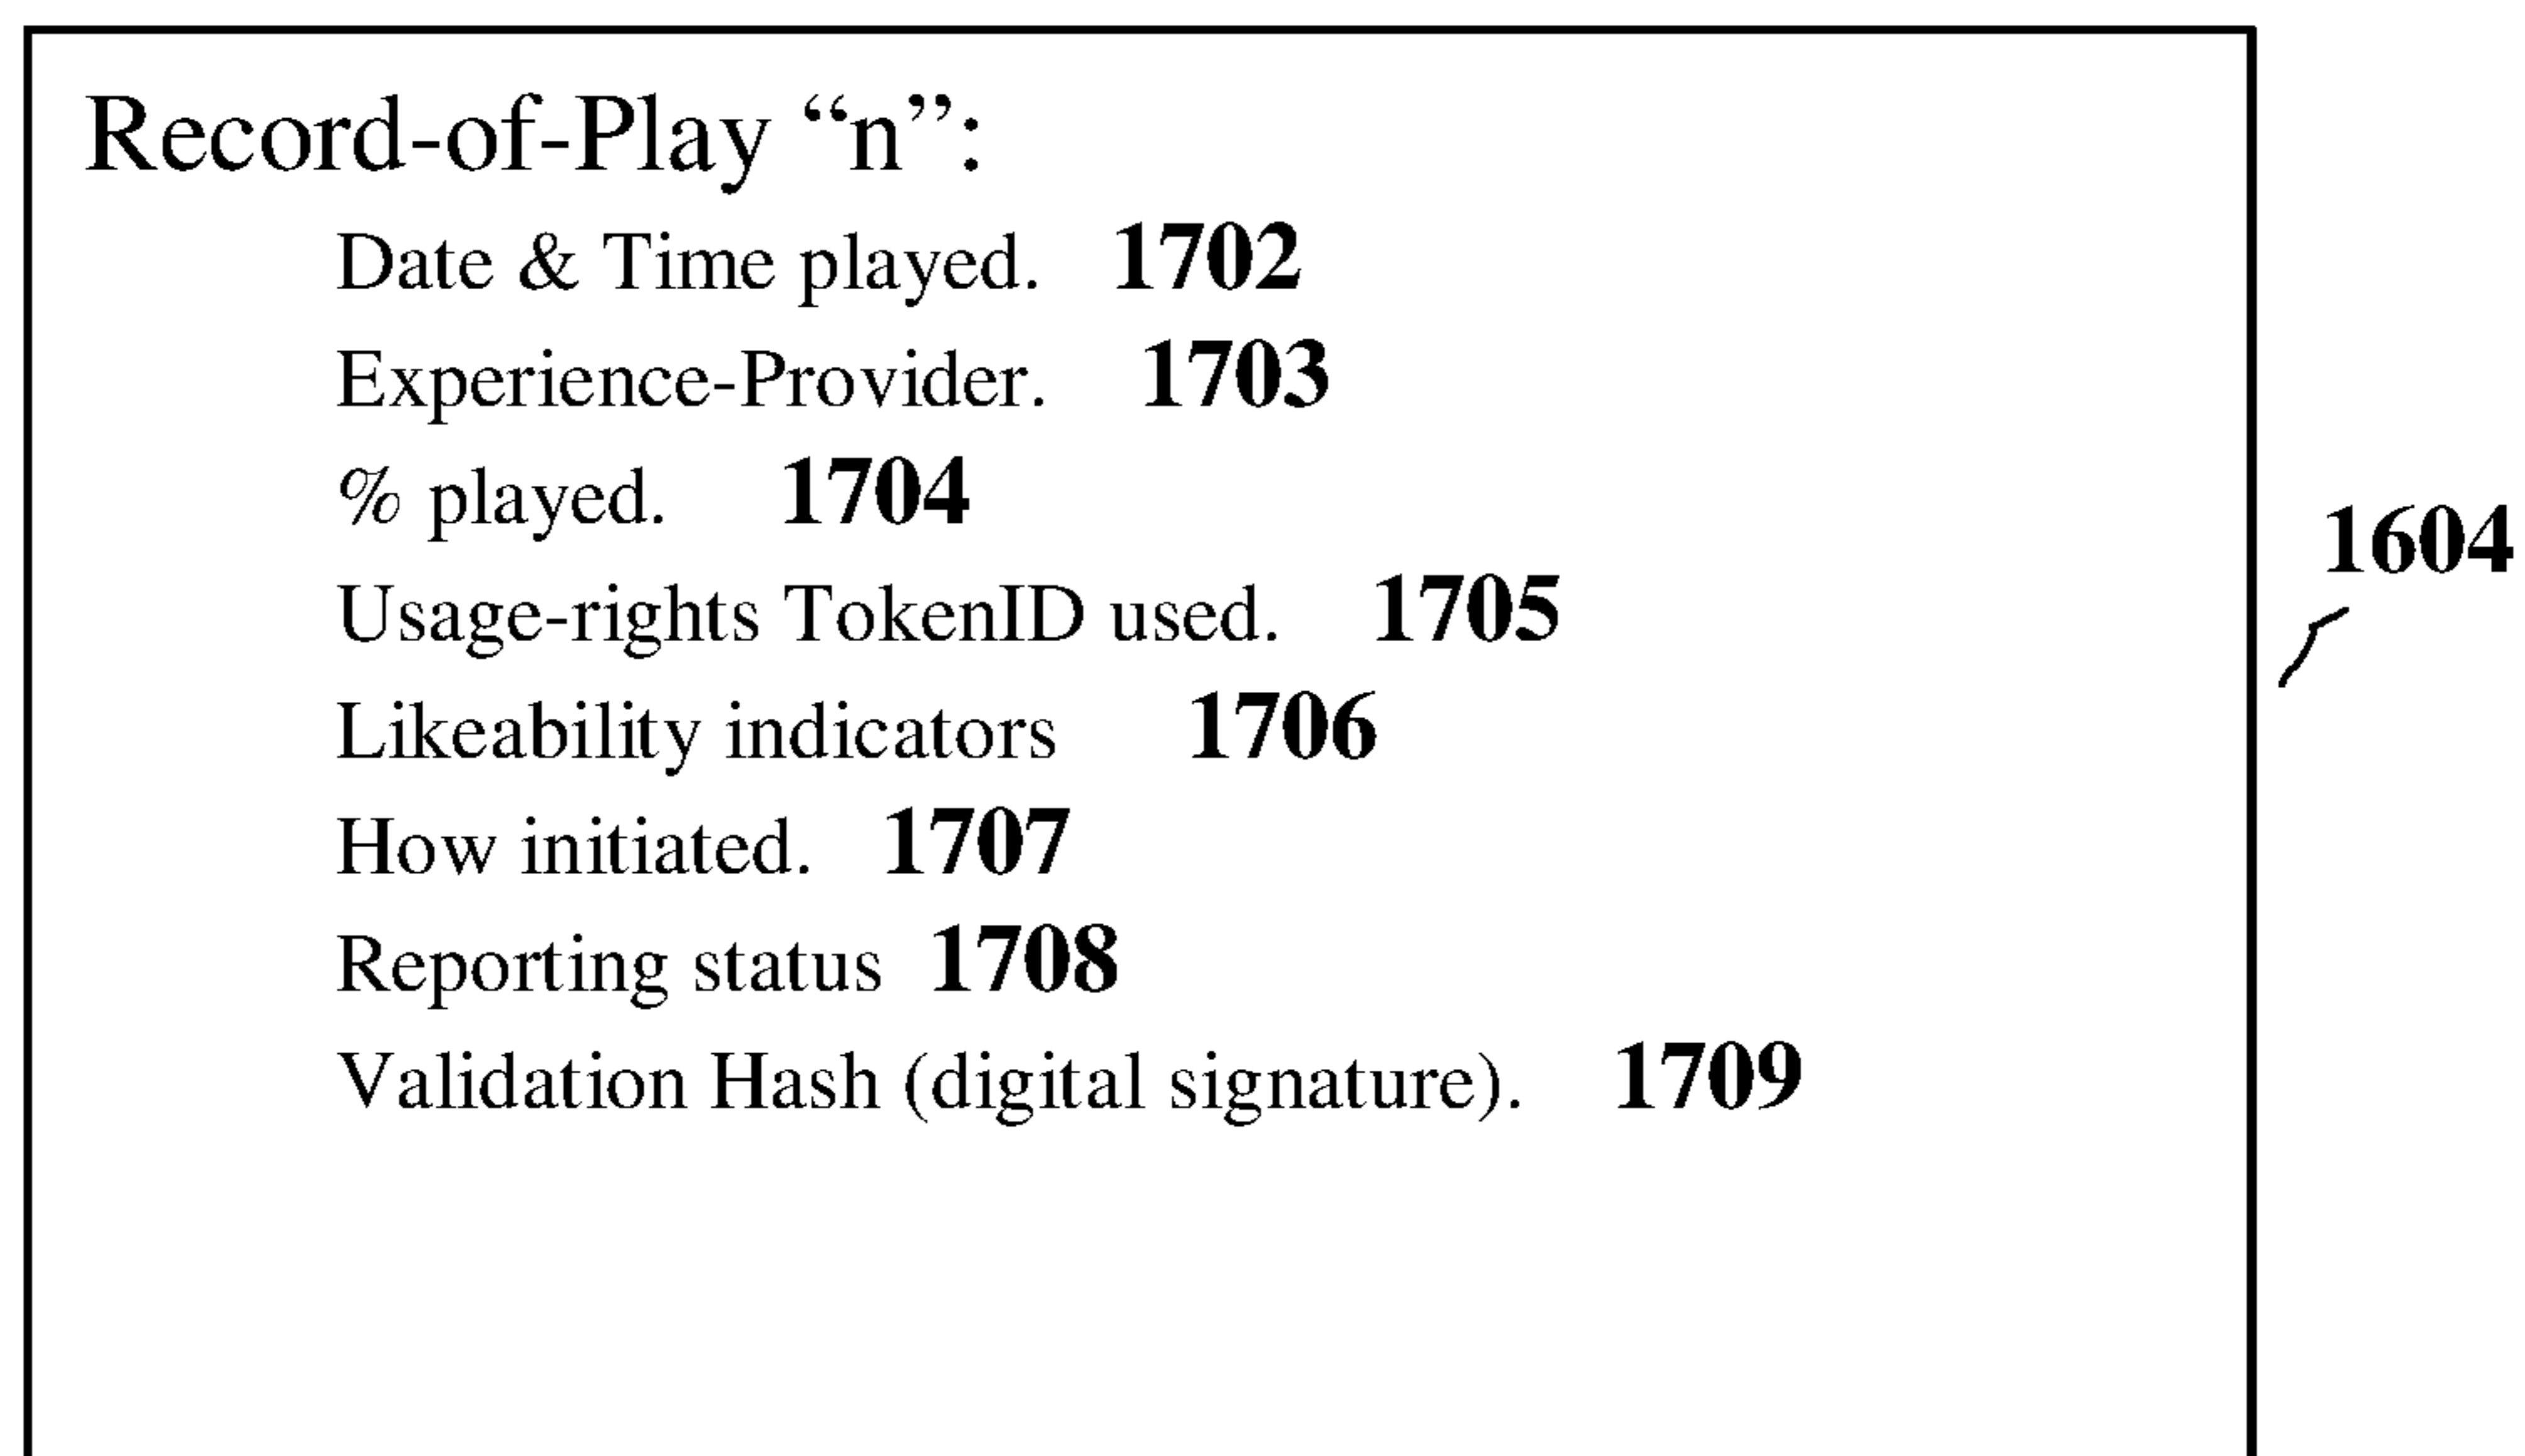 Record-of-Play “n”:
Date & Time played. 1702
Experience-Provider. 1703
% played. 1704
1604
Usage-rights TokenID used. 1705
Likeability indicators 1706
How initiated. 1707
Reporting status 1708
Validation Hash (digital signature). 1709